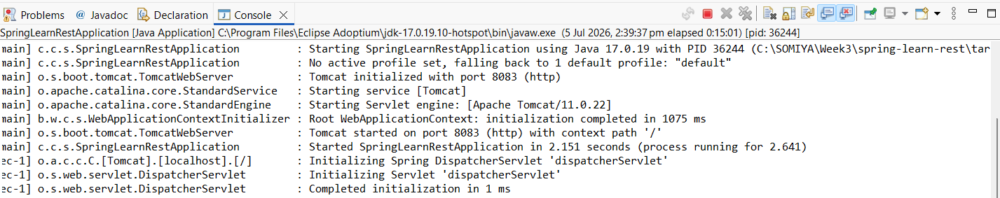 Problems @ Javadoc Declaration Console
SpringLearnRestApplication [Java Application] C:\Program Files\Eclipse Adoptium\jdk-17.0.19.10-hotspot\bin\javaw.exe (5 Jul 2026, 2:39:37 pm elapsed 0:15:01) [pid: 36244]
main] c.c.s.SpringLearnRestApplication : Starting SpringLearnRestApplication using Java 17.0.19 with PID 36244 (C:\SOMIYA\Week3\spring-learn-rest\tar
main] c.c.s.SpringLearnRestApplication : No active profile set, falling back to 1 default profile: "default"
main] o.s.boot.tomcat.TomcatWebServer : Tomcat initialized with port 8083 (http)
main] o.apache.catalina.core.StandardService : Starting service [Tomcat]
main] o.apache.catalina.core.StandardEngine : Starting Servlet engine: [Apache Tomcat/11.0.22]
main] b.w.c.s.WebApplicationContextInitializer : Root WebApplicationContext: initialization completed in 1075 ms
main] o.s.boot.tomcat.TomcatWebServer : Tomcat started on port 8083 (http) with context path '/'
main] c.c.s.SpringLearnRestApplication : Started SpringLearnRestApplication in 2.151 seconds (process running for 2.641)
ec-1] o.a.c.c.C.[Tomcat].[localhost].[/] : Initializing Spring DispatcherServlet 'dispatcherServlet'
ec-1] o.s.web.servlet.DispatcherServlet : Initializing Servlet 'dispatcherServlet'
ec-1] o.s.web.servlet.DispatcherServlet : Completed initialization in 1 ms